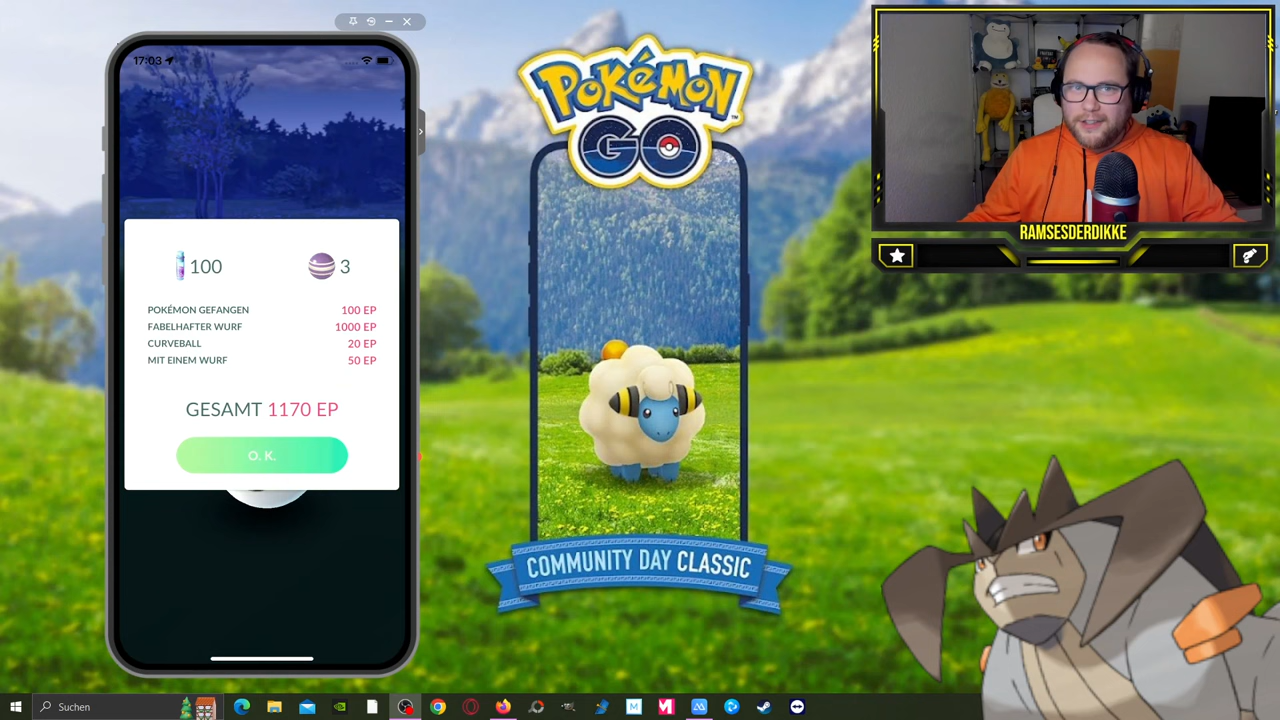 17:03
100
3
POKÉMON GEFANGEN 100 EP
FABELHAFTER WURF 1000 EP
CURVEBALL 20 EP
MIT EINEM WURF 50 EP
GESAMT 1170 EP
O. K.
POKÉMON
GO
TM
COMMUNITY DAY CLASSIC
RAMSESDERDIKKE
Suchen